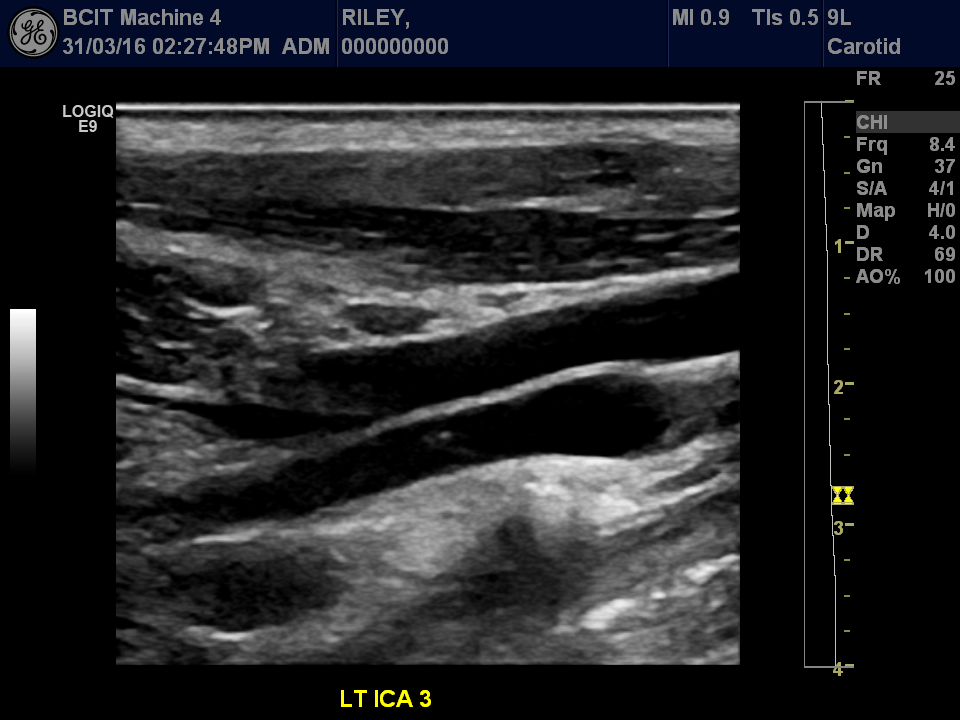 BCIT Machine 4
31/03/16 02:27:48PM ADM
RILEY,
000000000
MI 0.9 TIs 0.5
9L
Carotid
LOGIQ
E9
FR 25
CHI
Frq 8.4
Gn 37
S/A 4/1
Map H/0
D 4.0
DR 69
AO% 100
1
2
3
4
LT ICA 3